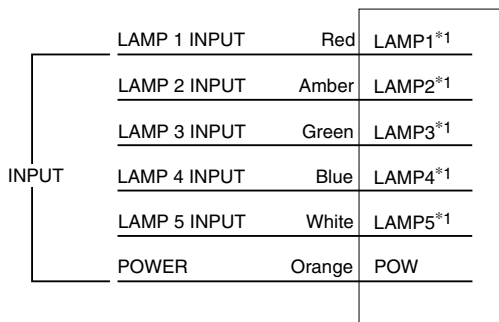 LAMP 1 INPUT Red LAMP1*1
LAMP 2 INPUT Amber LAMP2*1
LAMP 3 INPUT Green LAMP3*1
INPUT LAMP 4 INPUT Blue LAMP4*1
LAMP 5 INPUT White LAMP5*1
POWER Orange POW